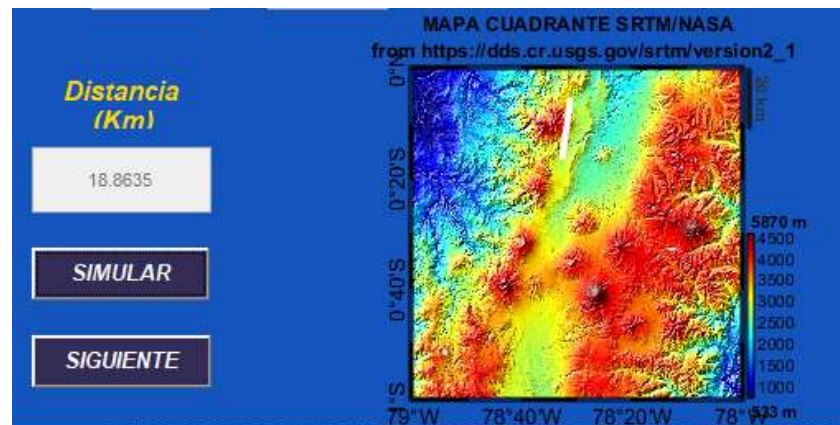 MAPA CUADRANTE SRTM/NASA
from https://dds.cr.usgs.gov/srtm/version2_1
Distancia
(Km)
18.8635
SIMULAR
SIGUIENTE
0°N
0°20'S
0°40'S
°S
20 km
5870 m
4500
4000
3500
3000
2500
2000
1500
1000
533 m
79°W
78°40'W
78°20'W
78°W